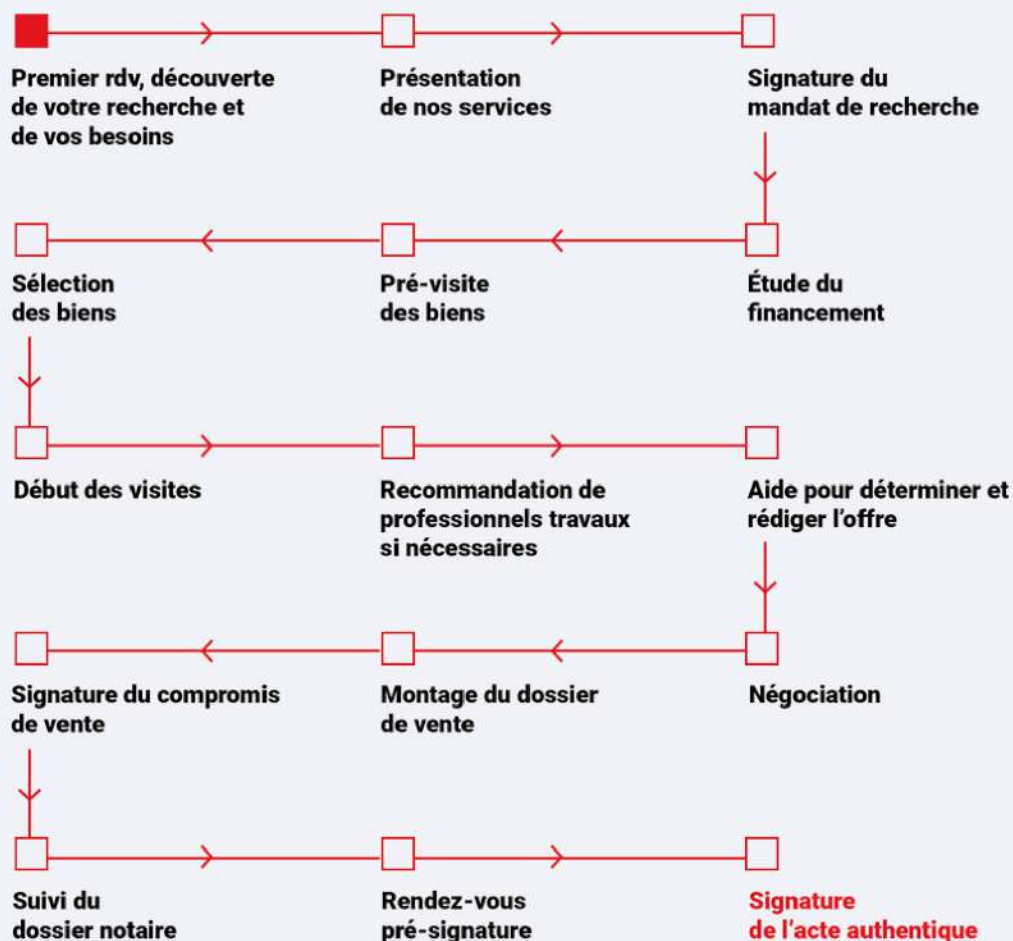 Premier rdv, découverte
de votre recherche et
de vos besoins
Présentation
de nos services
Signature du
mandat de recherche
Étude du
financement
Pré-visite
des biens
Sélection
des biens
Début des visites
Recommandation de
professionnels travaux
si nécessaires
Aide pour déterminer et
rédiger l’offre
Négociation
Montage du dossier
de vente
Signature du compromis
de vente
Suivi du
dossier notaire
Rendez-vous
pré-signature
Signature
de l’acte authentique